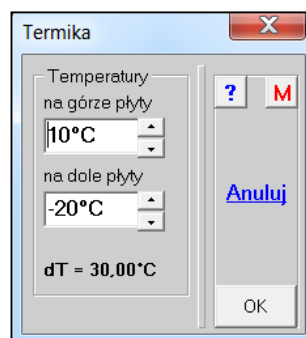 Termika
Temperatury
na górze płyty
10°C
na dole płyty
-20°C
dT = 30,00°C
? M
Anuluj
OK